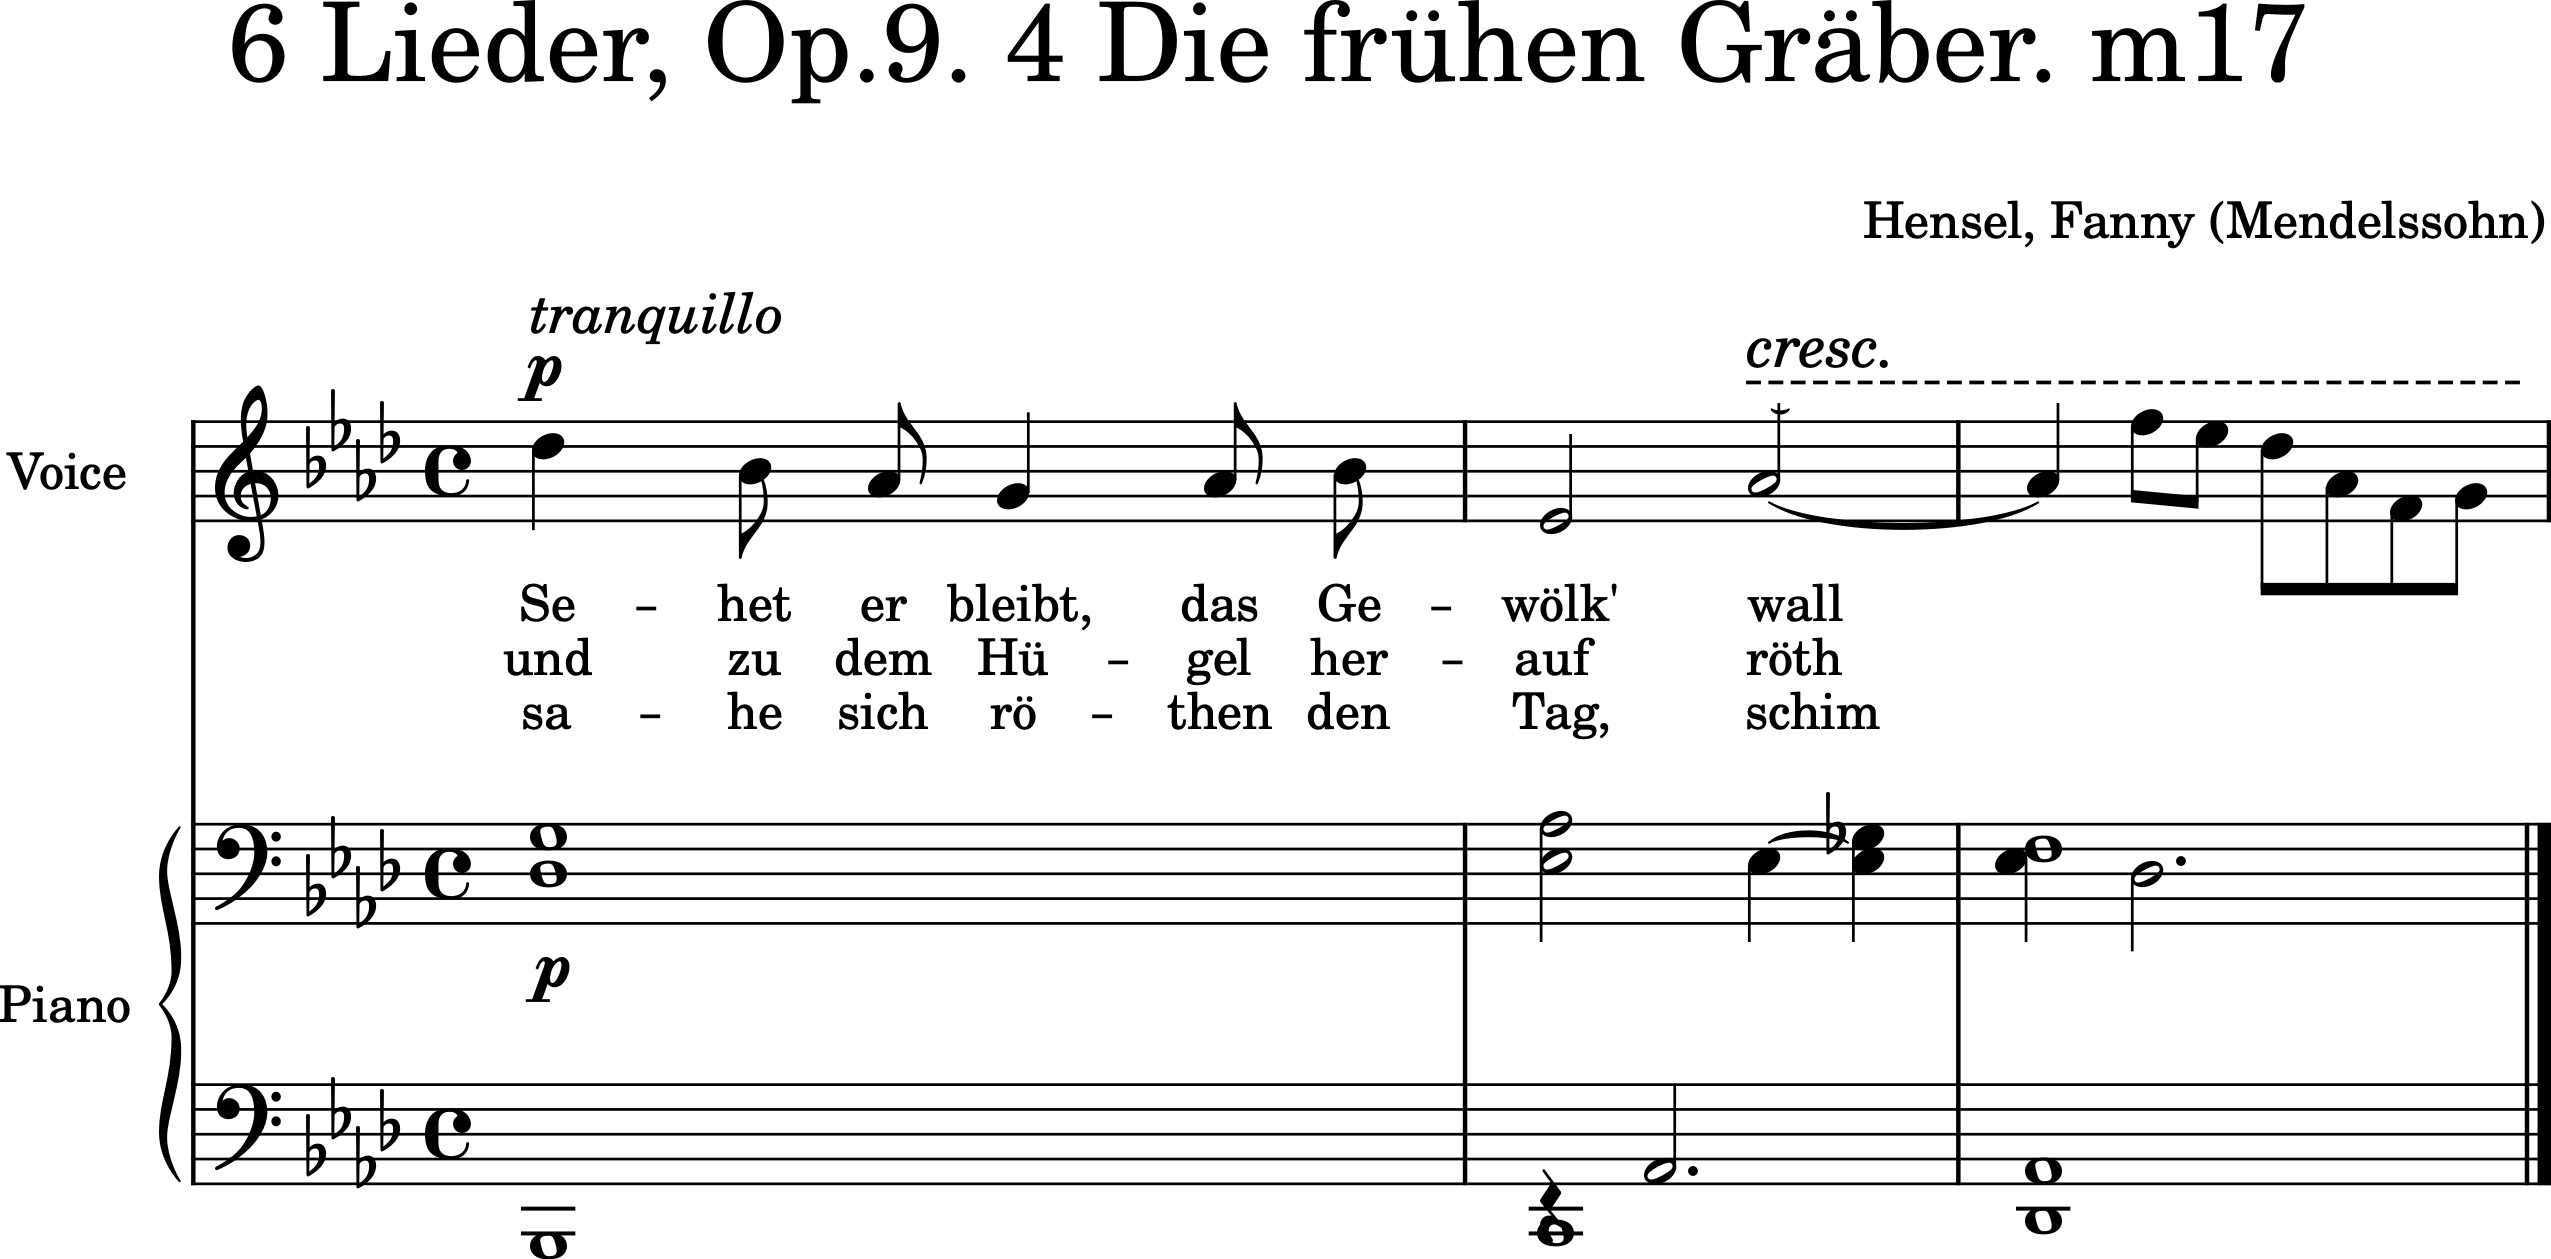 6 Lieder, Op.9. 4 Die frühen Gräber. m17
Hensel, Fanny (Mendelssohn)
tranquillo
p
cresc.
Voice
Se - het er bleibt, das Ge - wölk' wall
und zu dem Hü - gel her - auf röth
sa - he sich rö - then den Tag, schim
p
Piano